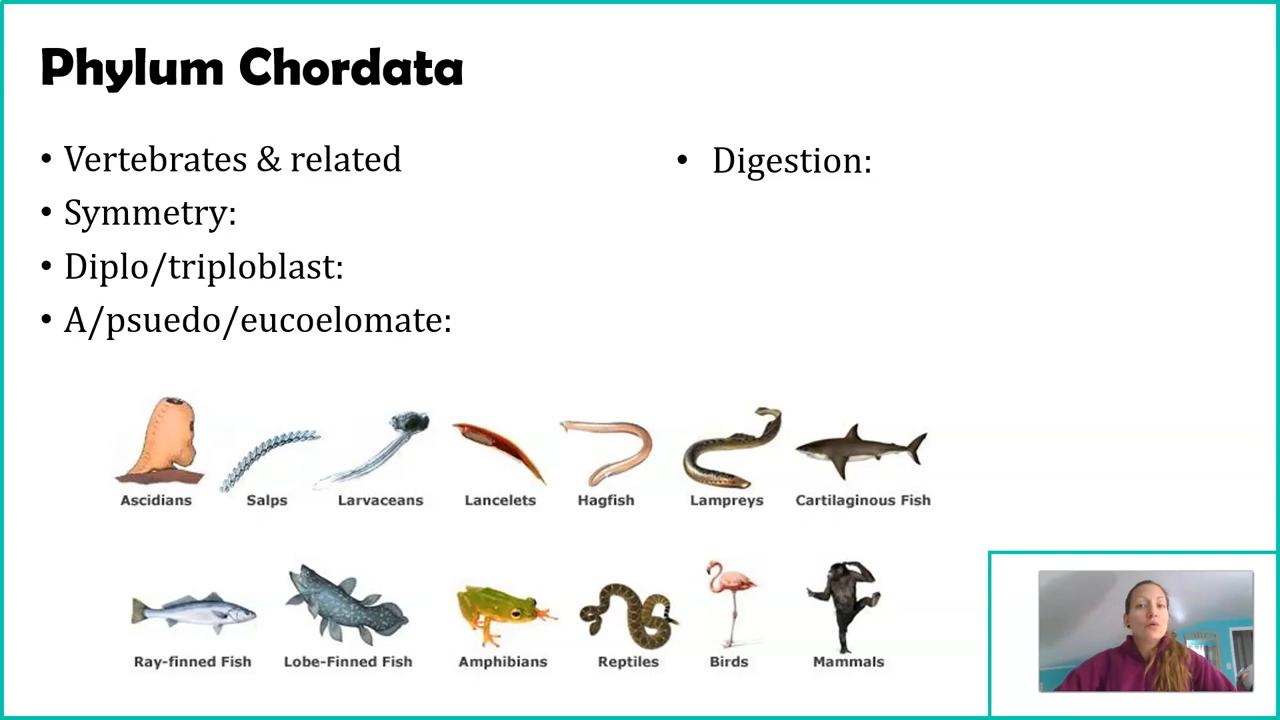 Phylum Chordata
• Vertebrates & related
• Symmetry:
• Diplo/triploblast:
• A/psuedo/eucoelomate:
• Digestion:
Ascidians Salps Larvaceans Lancelets Hagfish Lampreys Cartilaginous Fish
Ray-finned Fish Lobe-Finned Fish Amphibians Reptiles Birds Mammals